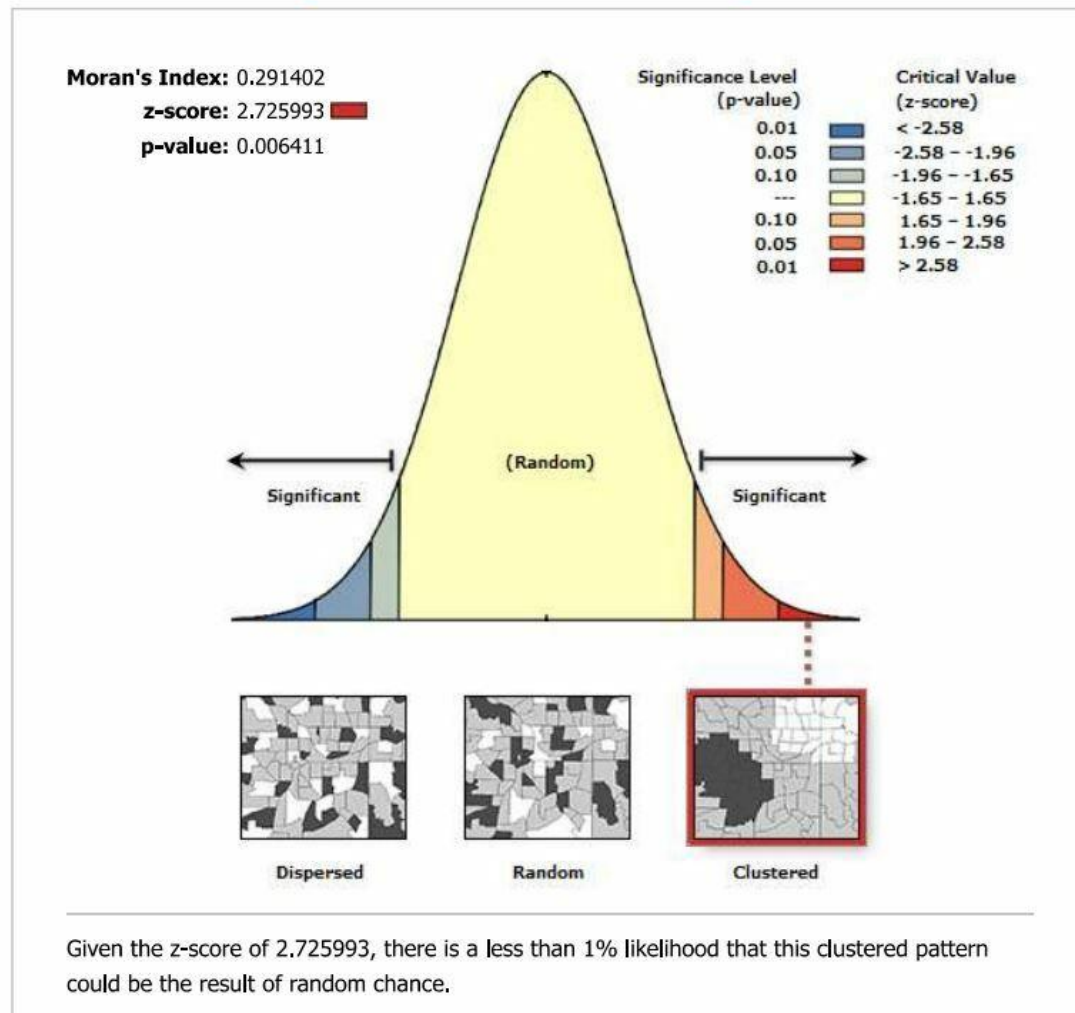 Moran's Index: 0.291402
z-score: 2.725993
p-value: 0.006411
Significance Level
(p-value)
Critical Value
(z-score)
0.01 < -2.58
0.05 -2.58 – -1.96
0.10 -1.96 – -1.65
--- -1.65 – 1.65
0.10 1.65 – 1.96
0.05 1.96 – 2.58
0.01 > 2.58
(Random)
Significant
Significant
Dispersed
Random
Clustered
Given the z-score of 2.725993, there is a less than 1% likelihood that this clustered pattern
could be the result of random chance.